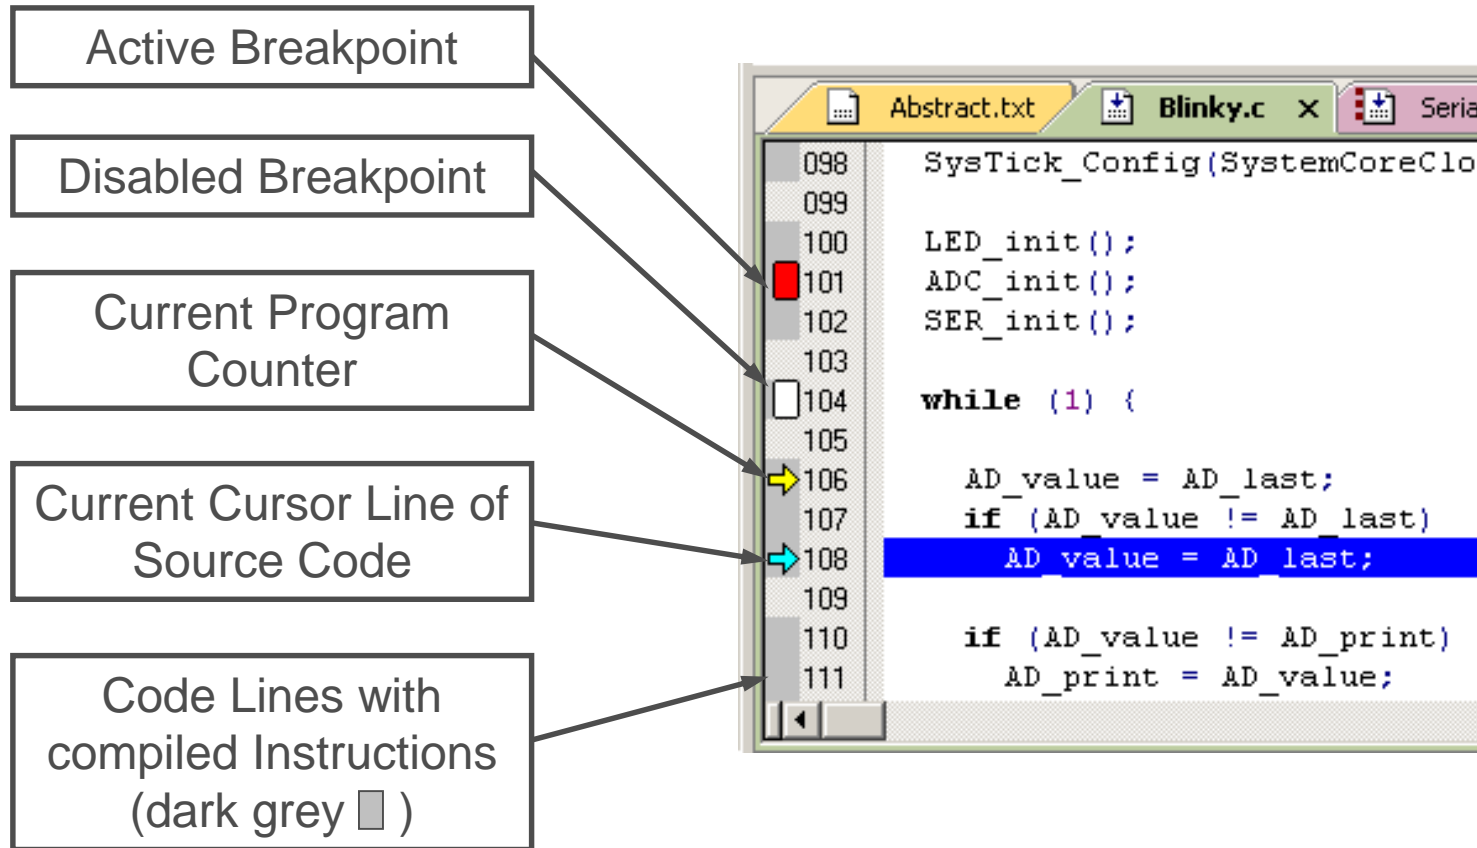 Active Breakpoint
Disabled Breakpoint
Current Program
Counter
Current Cursor Line of
Source Code
Code Lines with
compiled Instructions
(dark grey )
Abstract.txt Blinky.c Seria
098 SysTick_Config(SystemCoreClo
099
100 LED_init();
101 ADC_init();
102 SER_init();
103
104 while (1) {
105
106 AD_value = AD_last;
107 if (AD_value != AD_last)
108 AD_value = AD_last;
109
110 if (AD_value != AD_print)
111 AD_print = AD_value;